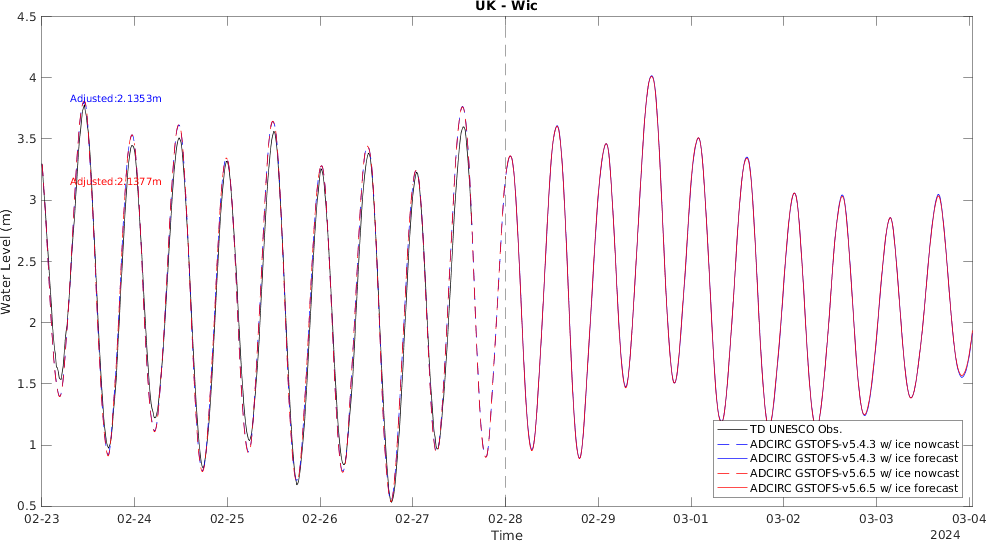 UK - Wic
4.5
4
3.5
3
2.5
2
1.5
1
0.5
Water Level (m)
Adjusted:2.1353m
Adjusted:2.1377m
TD UNESCO Obs.
ADCIRC GSTOFS-v5.4.3 w/ ice nowcast
ADCIRC GSTOFS-v5.4.3 w/ ice forecast
ADCIRC GSTOFS-v5.6.5 w/ ice nowcast
ADCIRC GSTOFS-v5.6.5 w/ ice forecast
02-23 02-24 02-25 02-26 02-27 02-28 02-29 03-01 03-02 03-03 03-04
Time
2024